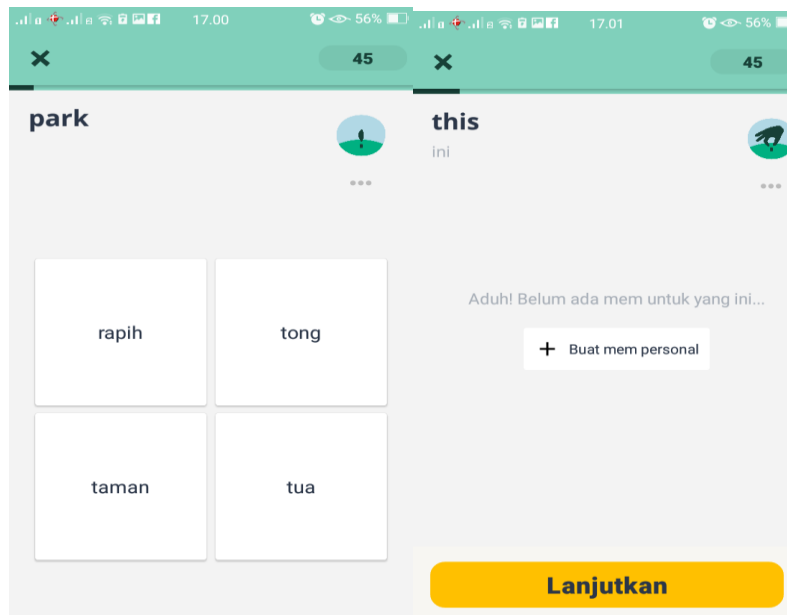 17.00
56%
45
park
rapih
tong
taman
tua
17.01
56%
45
this
ini
Aduh! Belum ada mem untuk yang ini...
+ Buat mem personal
Lanjutkan